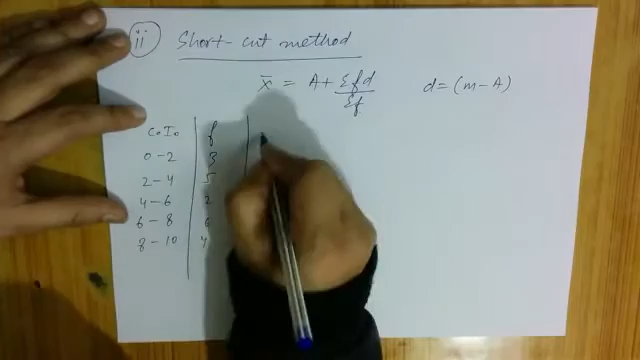 ii Short-cut method
x̄ = A + Σfd / Σf d = (m - A)
C.I. f
0 - 2 3
2 - 4 5
4 - 6 2
6 - 8 6
8 - 10 4